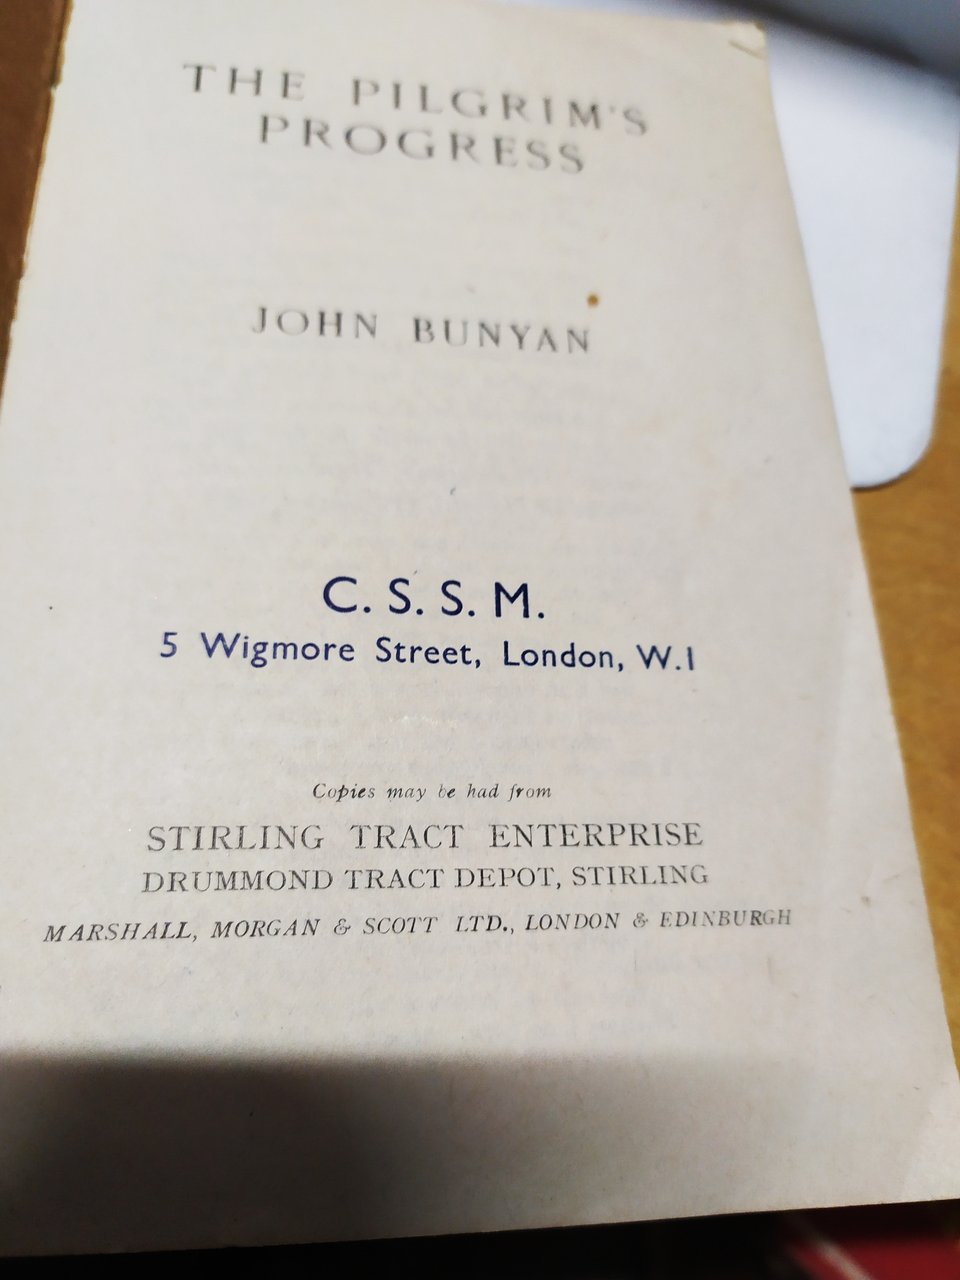 THE PILGRIM'S
PROGRESS
JOHN BUNYAN
C. S. S. M.
5 Wigmore Street, London, W.1
Copies may be had from
STIRLING TRACT ENTERPRISE
DRUMMOND TRACT DEPOT, STIRLING
MARSHALL, MORGAN & SCOTT LTD., LONDON & EDINBURGH